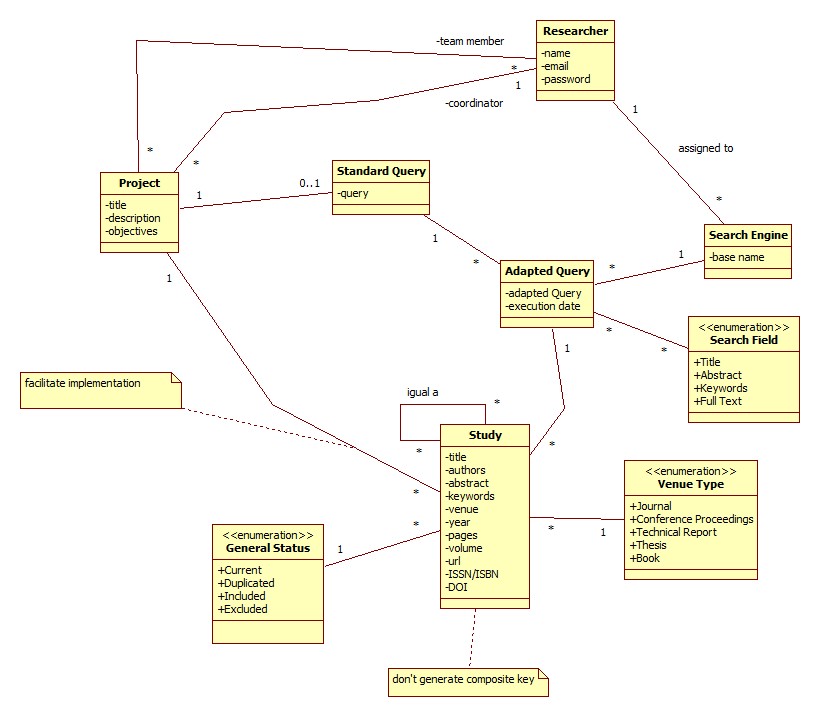 Researcher
-name
-email
-password
-team member
*
*
1
-coordinator
*
1
assigned to
*
Project
-title
-description
-objectives
1
0..1
Standard Query
-query
1
*
Search Engine
-base name
1
*
Adapted Query
-adapted Query
-execution date
*
*
<<enumeration>>
Search Field
+Title
+Abstract
+Keywords
+Full Text
1
1
*
facilitate implementation
igual a
*
*
Study
-title
-authors
-abstract
-keywords
-venue
-year
-pages
-volume
-url
-ISSN/ISBN
-DOI
*
*
1
<<enumeration>>
General Status
+Current
+Duplicated
+Included
+Excluded
*
1
<<enumeration>>
Venue Type
+Journal
+Conference Proceedings
+Technical Report
+Thesis
+Book
don't generate composite key